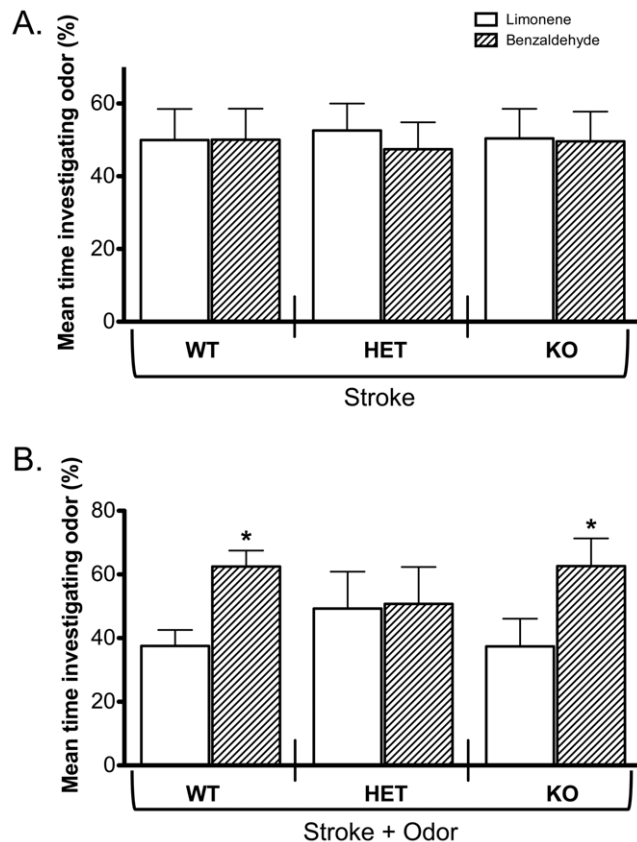 A.
Limonene
Benzaldehyde
Mean time investigating odor (%)
60
40
20
0
WT HET KO
Stroke
B.
Mean time investigating odor (%)
80
60
40
20
0
* *
WT HET KO
Stroke + Odor